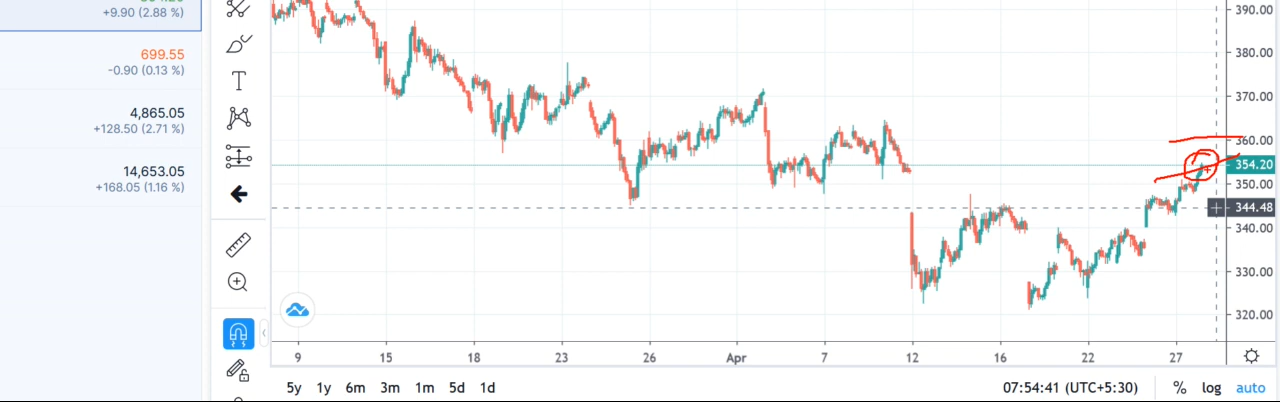 +9.90 (2.88 %)
699.55
-0.90 (0.13 %)
4,865.05
+128.50 (2.71 %)
14,653.05
+168.05 (1.16 %)
T
390.00
380.00
370.00
360.00
354.20
350.00
344.48
340.00
330.00
320.00
9 15 18 23 26 Apr 7 12 16 22 27
5y 1y 6m 3m 1m 5d 1d 07:54:41 (UTC+5:30) % log auto